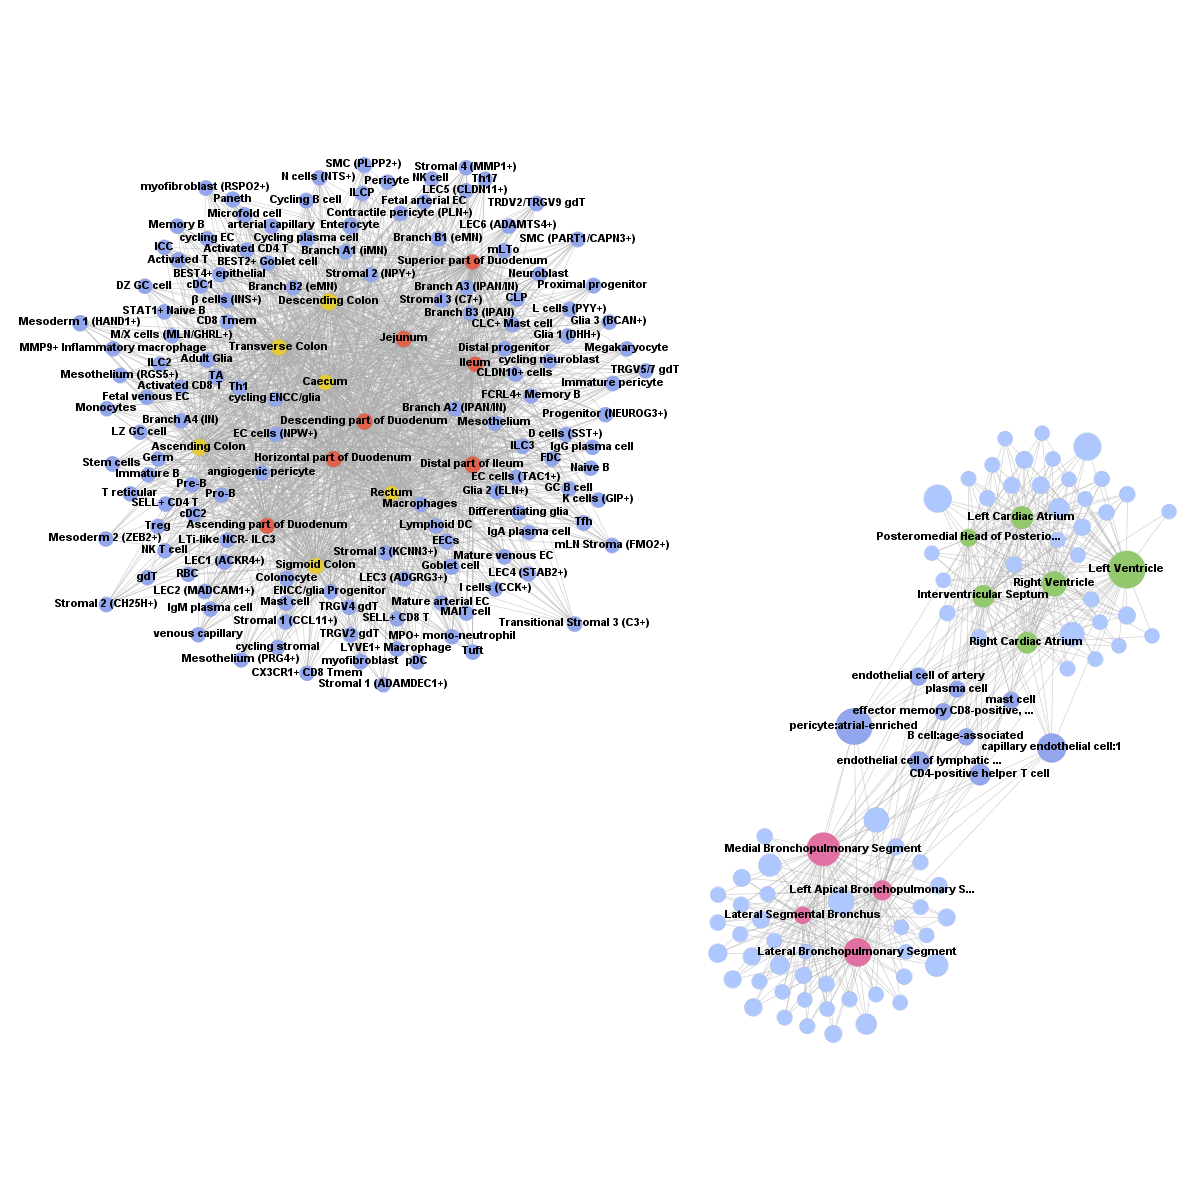 SMC (PLPP2+)
Stromal 4 (MMP1+)
N cells (NTS+)
Pericyte
NK cell
Th17
myofibroblast (RSPO2+)
ILCP
LEC5 (CLDN11+)
Paneth
Cycling B cell
Fetal arterial EC
TRDV2/TRGV9 gdT
Microfold cell
Contractile pericyte (PLN+)
Memory B
arterial capillary
Enterocyte
LEC6 (ADAMTS4+)
cycling EC
Cycling plasma cell
Branch B1 (eMN)
SMC (PART1/CAPN3+)
ICC
Activated CD4 T
Branch A1 (iMN)
mLTo
Activated T
BEST2+ Goblet cell
Superior part of Duodenum
BEST4+ epithelial
Stromal 2 (NPY+)
Neuroblast
DZ GC cell
cDC1
Branch B2 (eMN)
Branch A3 (IPAN/IN)
Proximal progenitor
β cells (INS+)
Descending Colon
Stromal 3 (C7+)
CLP
STAT1+ Naive B
Branch B3 (IPAN)
L cells (PYY+)
Mesoderm 1 (HAND1+)
CD8 Tmem
CLC+ Mast cell
Glia 3 (BCAN+)
M/X cells (MLN/GHRL+)
Jejunum
Glia 1 (DHH+)
MMP9+ Inflammatory macrophage
Transverse Colon
Distal progenitor
Megakaryocyte
ILC2
Adult Glia
Ileum
cycling neuroblast
Mesothelium (RGS5+)
TA
CLDN10+ cells
TRGV5/7 gdT
Activated CD8 T
Th1
Caecum
Immature pericyte
Fetal venous EC
cycling ENCC/glia
FCRL4+ Memory B
Monocytes
Branch A2 (IPAN/IN)
Progenitor (NEUROG3+)
Branch A4 (IN)
Descending part of Duodenum
Mesothelium
LZ GC cell
EC cells (NPW+)
D cells (SST+)
Ascending Colon
ILC3
IgG plasma cell
Stem cells
Germ
Horizontal part of Duodenum
Distal part of Ileum
FDC
Immature B
angiogenic pericyte
Naive B
Pre-B
EC cells (TAC1+)
T reticular
Pro-B
Rectum
Glia 2 (ELN+)
GC B cell
SELL+ CD4 T
Macrophages
K cells (GIP+)
cDC2
Differentiating glia
Treg
Ascending part of Duodenum
Lymphoid DC
Tfh
Mesoderm 2 (ZEB2+)
LTi-like NCR- ILC3
EECs
IgA plasma cell
NK T cell
Stromal 3 (KCNN3+)
Mature venous EC
mLN Stroma (FMO2+)
LEC1 (ACKR4+)
Sigmoid Colon
Goblet cell
gdT
RBC
Colonocyte
LEC3 (ADGRG3+)
LEC4 (STAB2+)
LEC2 (MADCAM1+)
ENCC/glia Progenitor
I cells (CCK+)
Stromal 2 (CH25H+)
IgM plasma cell
Mast cell
TRGV4 gdT
Mature arterial EC
MAIT cell
Stromal 1 (CCL11+)
SELL+ CD8 T
Transitional Stromal 3 (C3+)
venous capillary
TRGV2 gdT
MPO+ mono-neutrophil
cycling stromal
LYVE1+ Macrophage
Tuft
Mesothelium (PRG4+)
myofibroblast
pDC
CX3CR1+ CD8 Tmem
Stromal 1 (ADAMDEC1+)
Left Cardiac Atrium
Posteromedial Head of Posterio...
Left Ventricle
Right Ventricle
Interventricular Septum
Right Cardiac Atrium
endothelial cell of artery
plasma cell
mast cell
effector memory CD8-positive, ...
pericyte:atrial-enriched
B cell:age-associated
capillary endothelial cell:1
endothelial cell of lymphatic ...
CD4-positive helper T cell
Medial Bronchopulmonary Segment
Left Apical Bronchopulmonary S...
Lateral Segmental Bronchus
Lateral Bronchopulmonary Segment